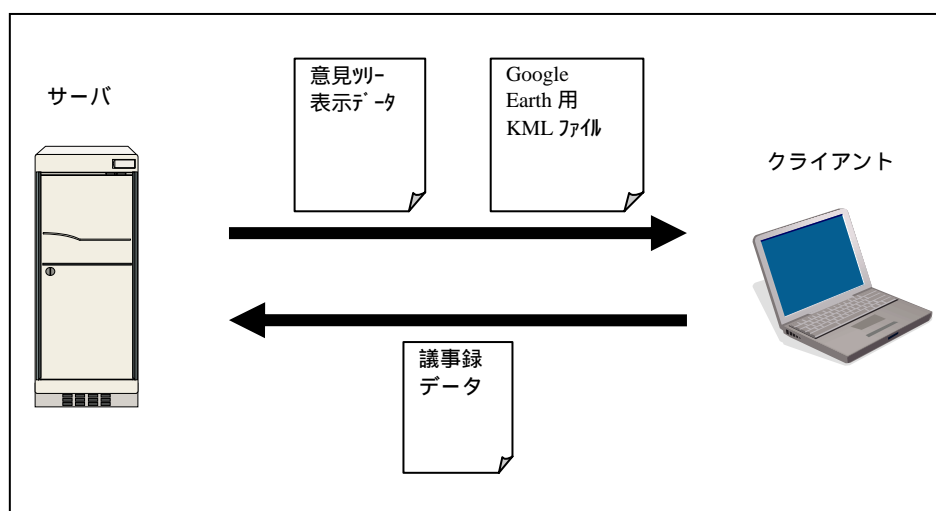 サーバ
意見ﾂﾘｰ
表示ﾃﾞｰﾀ
Google
Earth 用
KML ﾌｧｲﾙ
クライアント
議事録
データ